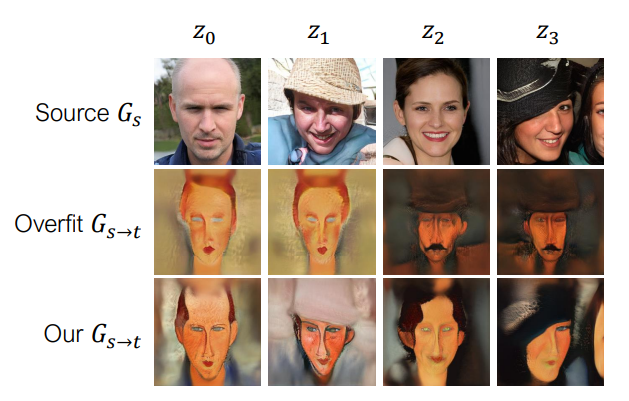 z₀ z₁ z₂ z₃
Source Gₛ
Overfit Gₛ→ₜ
Our Gₛ→ₜ